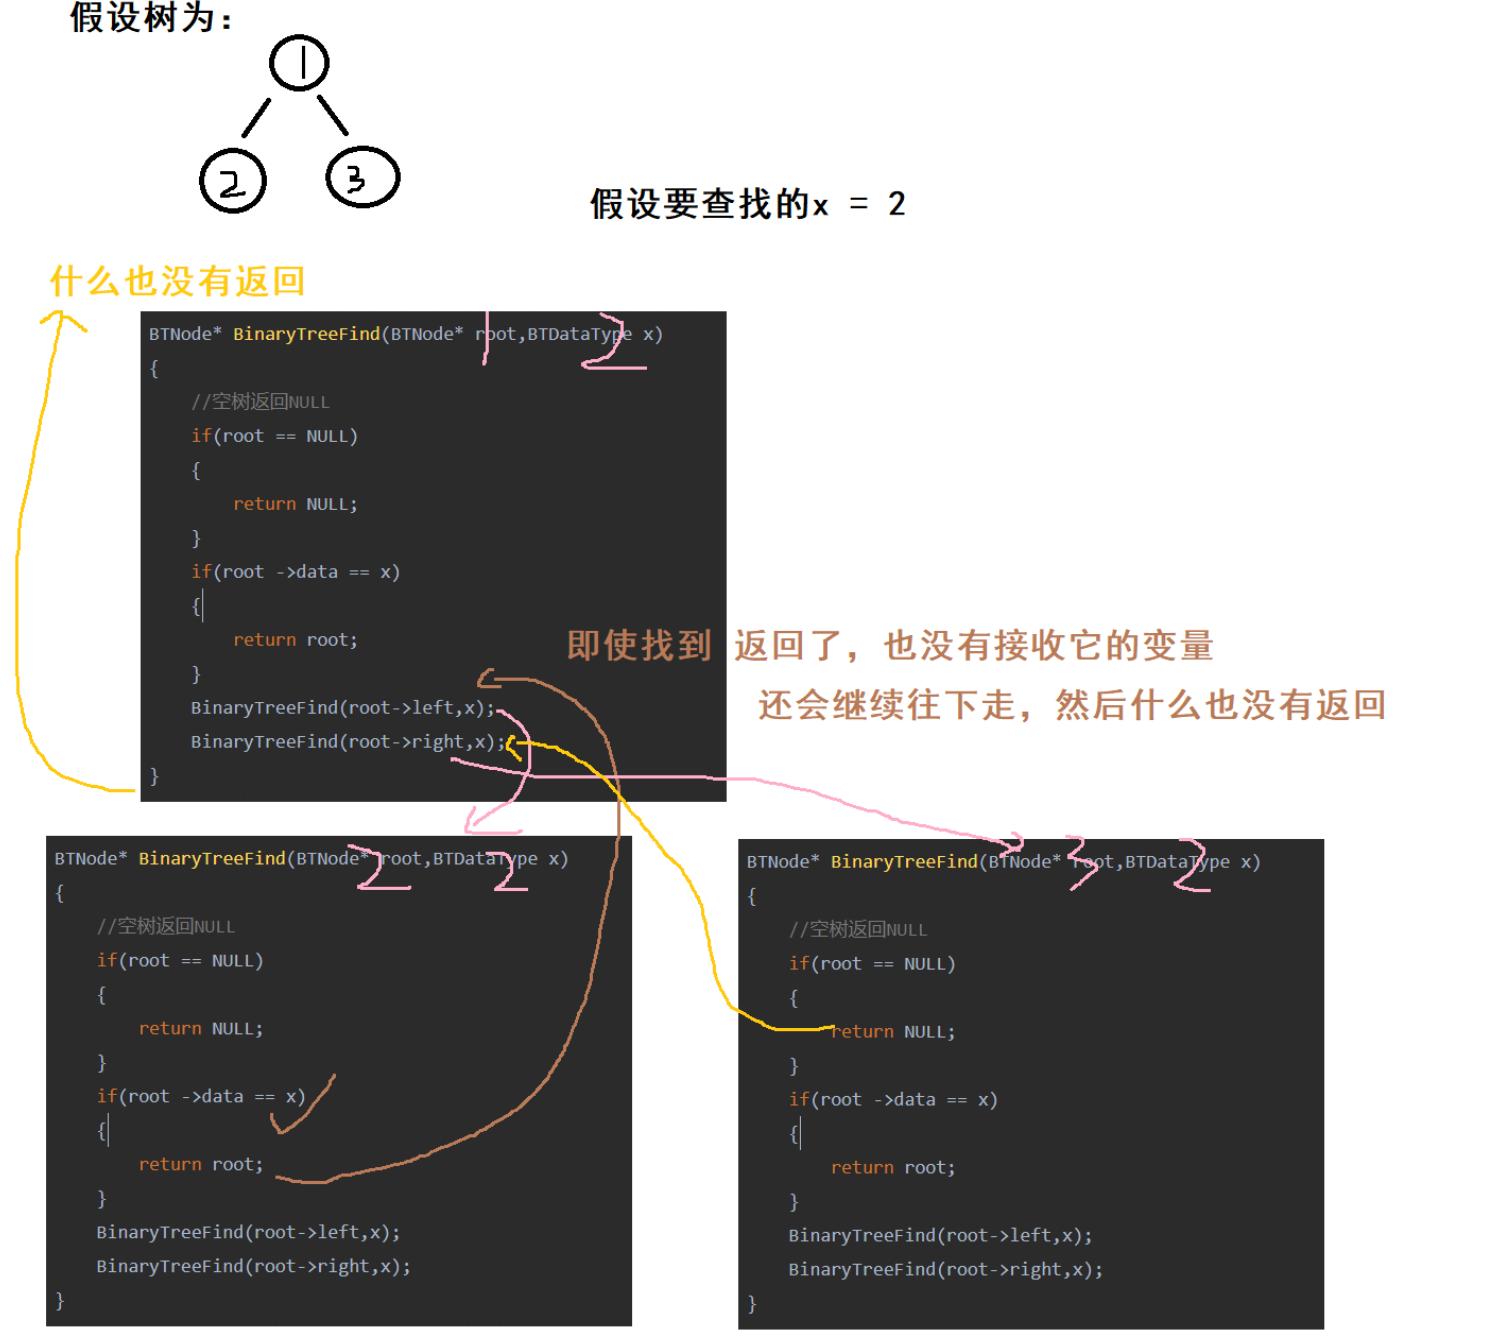 假设树为：
1
2 3
假设要查找的x = 2
什么也没有返回
BTNode* BinaryTreeFind(BTNode* root,BTDataType x)
1 2
{
//空树返回NULL
if(root == NULL)
{
return NULL;
}
if(root ->data == x)
{
return root;
}
即使找到 返回了，也没有接收它的变量
还会继续往下走，然后什么也没有返回
BinaryTreeFind(root->left,x);
BinaryTreeFind(root->right,x);
}
BTNode* BinaryTreeFind(BTNode* root,BTDataType x)
2 2
{
//空树返回NULL
if(root == NULL)
{
return NULL;
}
if(root ->data == x)
{
return root;
}
BinaryTreeFind(root->left,x);
BinaryTreeFind(root->right,x);
}
BTNode* BinaryTreeFind(BTNode* root,BTDataType x)
3 2
{
//空树返回NULL
if(root == NULL)
{
return NULL;
}
if(root ->data == x)
{
return root;
}
BinaryTreeFind(root->left,x);
BinaryTreeFind(root->right,x);
}